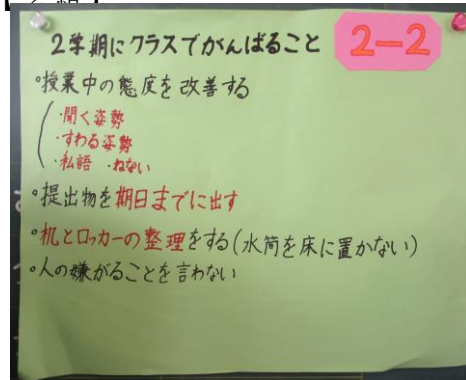 2学期にクラスでがんばること
2-2
•授業中の態度を改善する
・聞く姿勢
・すわる姿勢
・私語 ・ねない
•提出物を期日までに出す
•机とロッカーの整理をする(水筒を床に置かない)
•人の嫌がることを言わない